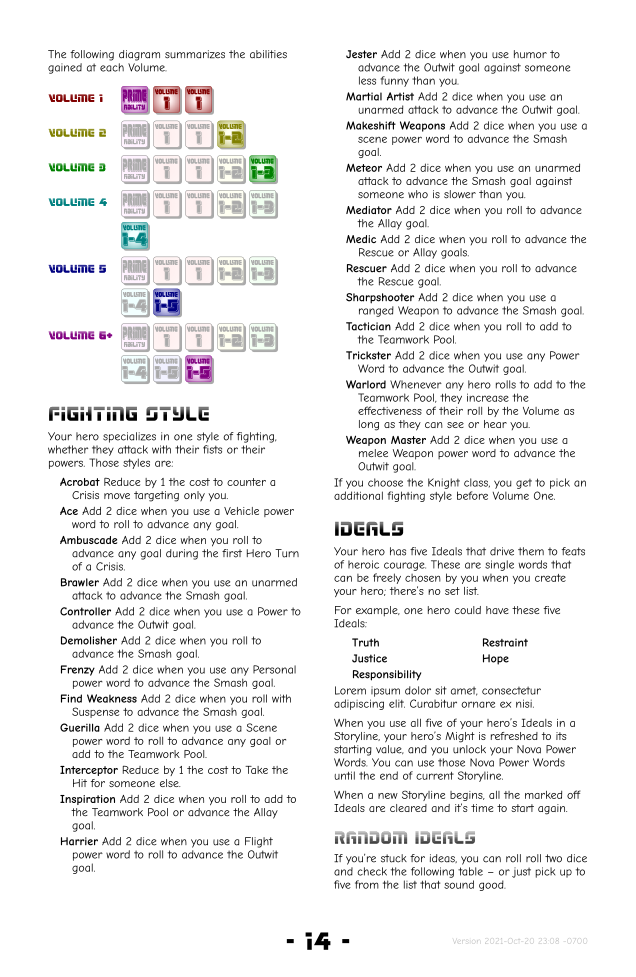 The following diagram summarizes the abilities
gained at each Volume.
VOLUME 1 PRIME ABILITY VOLUME 1 VOLUME 1
VOLUME 2 PRIME ABILITY VOLUME 1 VOLUME 1 VOLUME 1-2
VOLUME 3 PRIME ABILITY VOLUME 1 VOLUME 1 VOLUME 1-2 VOLUME 1-3
VOLUME 4 PRIME ABILITY VOLUME 1 VOLUME 1 VOLUME 1-2 VOLUME 1-3
VOLUME 1-4
VOLUME 5 PRIME ABILITY VOLUME 1 VOLUME 1 VOLUME 1-2 VOLUME 1-3
VOLUME 1-4 VOLUME 1-5
VOLUME 6+ PRIME ABILITY VOLUME 1 VOLUME 1 VOLUME 1-2 VOLUME 1-3
VOLUME 1-4 VOLUME 1-5 VOLUME 1-5
FIGHTING STYLE
Your hero specializes in one style of fighting,
whether they attack with their fists or their
powers. Those styles are:
Acrobat Reduce by 1 the cost to counter a
Crisis move targeting only you.
Ace Add 2 dice when you use a Vehicle power
word to roll to advance any goal.
Ambuscade Add 2 dice when you roll to
advance any goal during the first Hero Turn
of a Crisis.
Brawler Add 2 dice when you use an unarmed
attack to advance the Smash goal.
Controller Add 2 dice when you use a Power to
advance the Outwit goal.
Demolisher Add 2 dice when you roll to
advance the Smash goal.
Frenzy Add 2 dice when you use any Personal
power word to advance the Smash goal.
Find Weakness Add 2 dice when you roll with
Suspense to advance the Smash goal.
Guerilla Add 2 dice when you use a Scene
power word to roll to advance any goal or
add to the Teamwork Pool.
Interceptor Reduce by 1 the cost to Take the
Hit for someone else.
Inspiration Add 2 dice when you roll to add to
the Teamwork Pool or advance the Allay
goal.
Harrier Add 2 dice when you use a Flight
power word to roll to advance the Outwit
goal.
Jester Add 2 dice when you use humor to
advance the Outwit goal against someone
less funny than you.
Martial Artist Add 2 dice when you use an
unarmed attack to advance the Outwit goal.
Makeshift Weapons Add 2 dice when you use a
scene power word to advance the Smash
goal.
Meteor Add 2 dice when you use an unarmed
attack to advance the Smash goal against
someone who is slower than you.
Mediator Add 2 dice when you roll to advance
the Allay goal.
Medic Add 2 dice when you roll to advance the
Rescue or Allay goals.
Rescuer Add 2 dice when you roll to advance
the Rescue goal.
Sharpshooter Add 2 dice when you use a
ranged Weapon to advance the Smash goal.
Tactician Add 2 dice when you roll to add to
the Teamwork Pool.
Trickster Add 2 dice when you use any Power
Word to advance the Outwit goal.
Warlord Whenever any hero rolls to add to the
Teamwork Pool, they increase the
effectiveness of their roll by the Volume as
long as they can see or hear you.
Weapon Master Add 2 dice when you use a
melee Weapon power word to advance the
Outwit goal.
If you choose the Knight class, you get to pick an
additional fighting style before Volume One.
IDEALS
Your hero has five Ideals that drive them to feats
of heroic courage. These are single words that
can be freely chosen by you when you create
your hero; there's no set list.
For example, one hero could have these five
Ideals:
Truth Restraint
Justice Hope
Responsibility
Lorem ipsum dolor sit amet, consectetur
adipiscing elit. Curabitur ornare ex nisi.
When you use all five of your hero's Ideals in a
Storyline, your hero's Might is refreshed to its
starting value, and you unlock your Nova Power
Words. You can use those Nova Power Words
until the end of current Storyline.
When a new Storyline begins, all the marked off
Ideals are cleared and it's time to start again.
RANDOM IDEALS
If you're stuck for ideas, you can roll roll two dice
and check the following table – or just pick up to
five from the list that sound good.
- 14 -
Version 2021-Oct-20 23:08 -0700